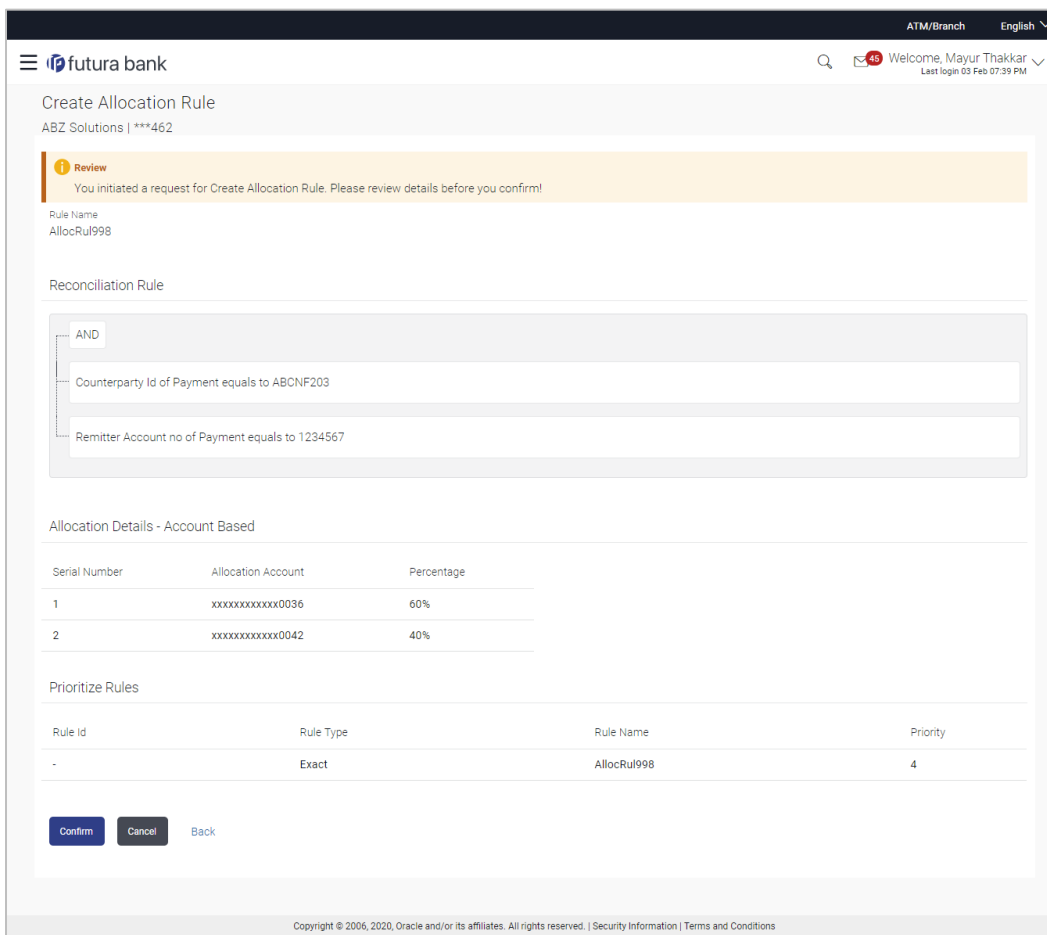 ATM/Branch English
futura bank
45 Welcome, Mayur Thakkar
Last login 03 Feb 07:39 PM
Create Allocation Rule
ABZ Solutions | ***462
i Review
You initiated a request for Create Allocation Rule. Please review details before you confirm!
Rule Name
AllocRul998
Reconciliation Rule
AND
Counterparty Id of Payment equals to ABCNF203
Remitter Account no of Payment equals to 1234567
Allocation Details - Account Based
Serial Number Allocation Account Percentage
1 xxxxxxxxxxxx0036 60%
2 xxxxxxxxxxxx0042 40%
Prioritize Rules
Rule Id Rule Type Rule Name Priority
- Exact AllocRul998 4
Confirm Cancel Back
Copyright © 2006, 2020, Oracle and/or its affiliates. All rights reserved. | Security Information | Terms and Conditions